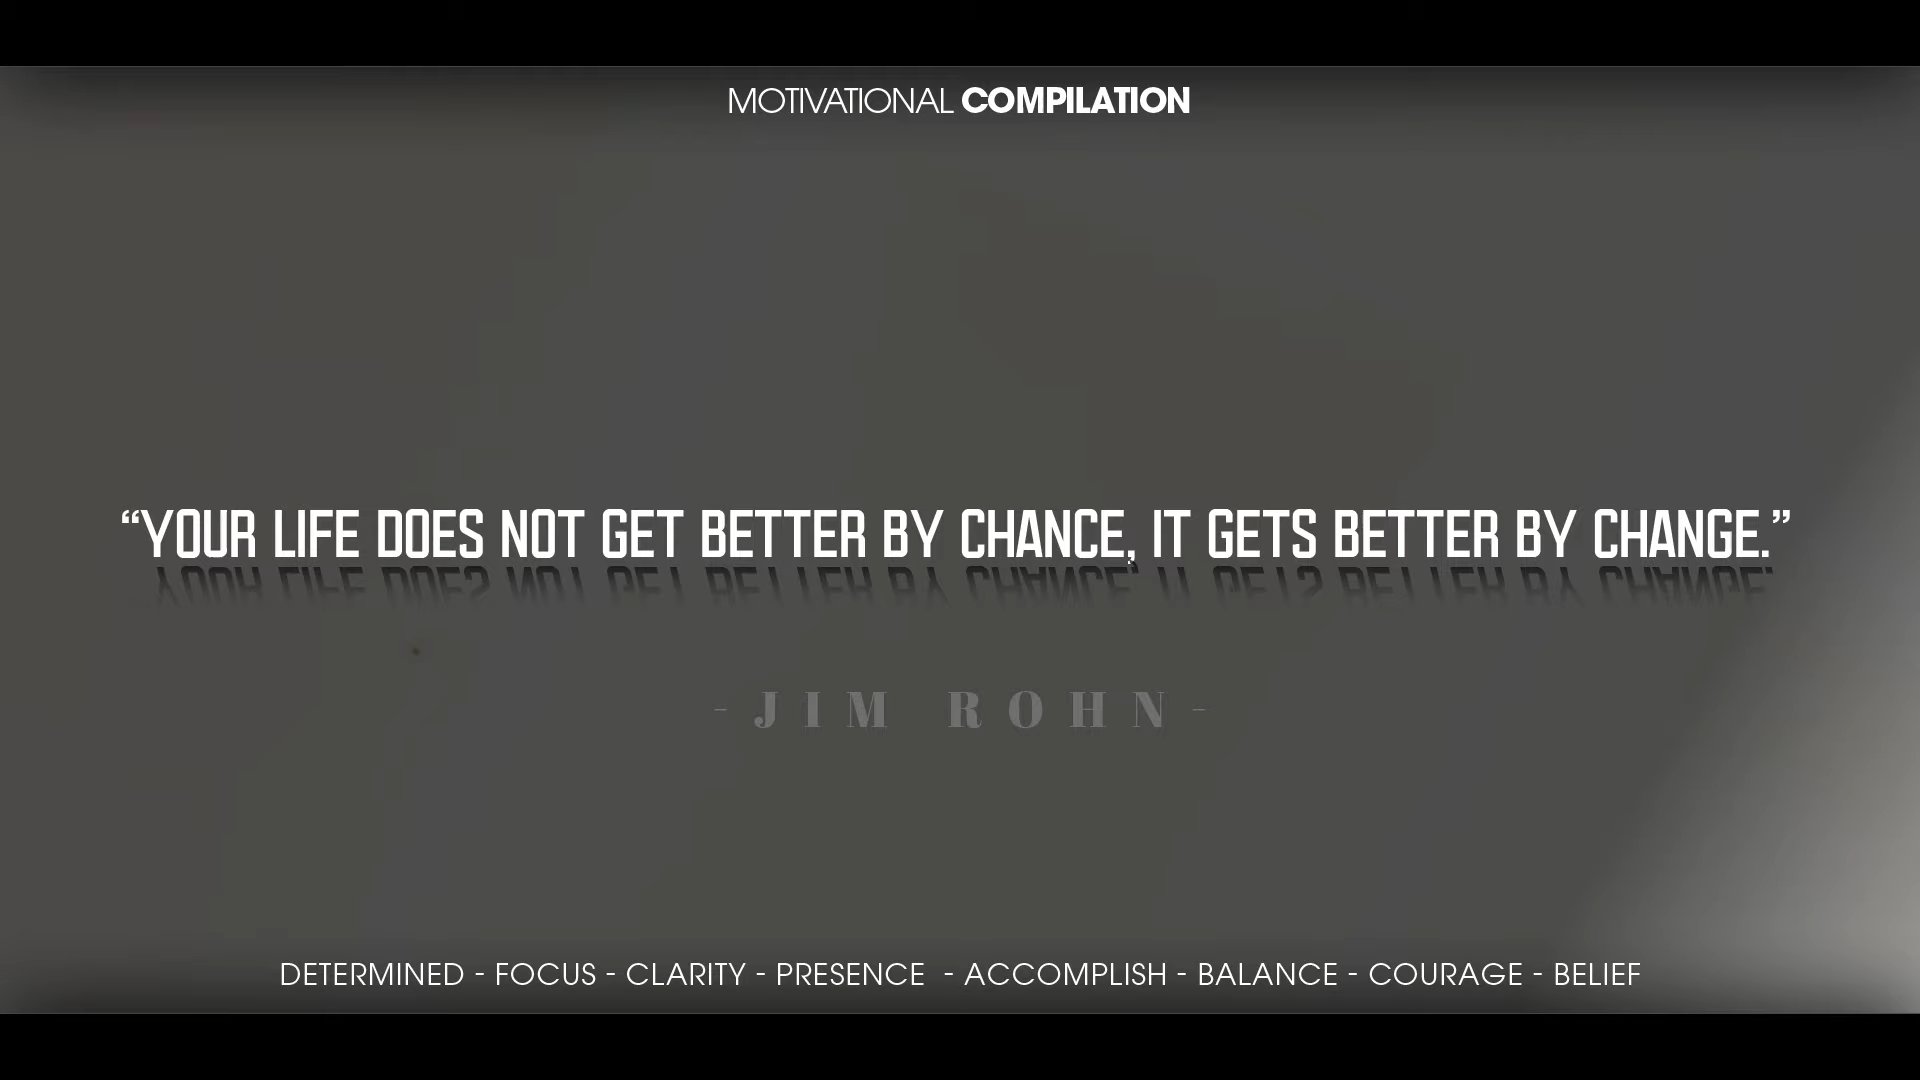 MOTIVATIONAL COMPILATION
“YOUR LIFE DOES NOT GET BETTER BY CHANCE, IT GETS BETTER BY CHANGE.”
- JIM ROHN -
DETERMINED - FOCUS - CLARITY - PRESENCE - ACCOMPLISH - BALANCE - COURAGE - BELIEF